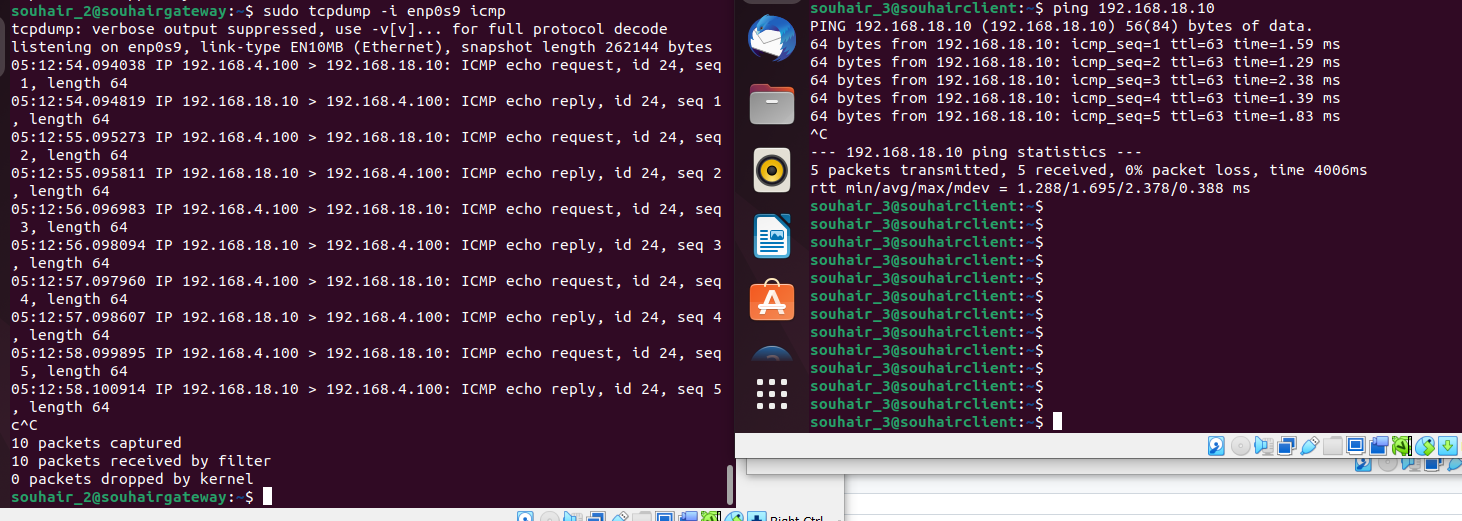 souhair_2@souhairgateway:~$ sudo tcpdump -i enp0s9 icmp
tcpdump: verbose output suppressed, use -v[v]... for full protocol decode
listening on enp0s9, link-type EN10MB (Ethernet), snapshot length 262144 bytes
05:12:54.094038 IP 192.168.4.100 > 192.168.18.10: ICMP echo request, id 24, seq
 1, length 64
05:12:54.094819 IP 192.168.18.10 > 192.168.4.100: ICMP echo reply, id 24, seq 1
, length 64
05:12:55.095273 IP 192.168.4.100 > 192.168.18.10: ICMP echo request, id 24, seq
 2, length 64
05:12:55.095811 IP 192.168.18.10 > 192.168.4.100: ICMP echo reply, id 24, seq 2
, length 64
05:12:56.096983 IP 192.168.4.100 > 192.168.18.10: ICMP echo request, id 24, seq
 3, length 64
05:12:56.098094 IP 192.168.18.10 > 192.168.4.100: ICMP echo reply, id 24, seq 3
, length 64
05:12:57.097960 IP 192.168.4.100 > 192.168.18.10: ICMP echo request, id 24, seq
 4, length 64
05:12:57.098607 IP 192.168.18.10 > 192.168.4.100: ICMP echo reply, id 24, seq 4
, length 64
05:12:58.099895 IP 192.168.4.100 > 192.168.18.10: ICMP echo request, id 24, seq
 5, length 64
05:12:58.100914 IP 192.168.18.10 > 192.168.4.100: ICMP echo reply, id 24, seq 5
, length 64
c^C
10 packets captured
10 packets received by filter
0 packets dropped by kernel
souhair_2@souhairgateway:~$
souhair_3@souhairclient:~$ ping 192.168.18.10
PING 192.168.18.10 (192.168.18.10) 56(84) bytes of data.
64 bytes from 192.168.18.10: icmp_seq=1 ttl=63 time=1.59 ms
64 bytes from 192.168.18.10: icmp_seq=2 ttl=63 time=1.29 ms
64 bytes from 192.168.18.10: icmp_seq=3 ttl=63 time=2.38 ms
64 bytes from 192.168.18.10: icmp_seq=4 ttl=63 time=1.39 ms
64 bytes from 192.168.18.10: icmp_seq=5 ttl=63 time=1.83 ms
^C
--- 192.168.18.10 ping statistics ---
5 packets transmitted, 5 received, 0% packet loss, time 4006ms
rtt min/avg/max/mdev = 1.288/1.695/2.378/0.388 ms
souhair_3@souhairclient:~$
souhair_3@souhairclient:~$
souhair_3@souhairclient:~$
souhair_3@souhairclient:~$
souhair_3@souhairclient:~$
souhair_3@souhairclient:~$
souhair_3@souhairclient:~$
souhair_3@souhairclient:~$
souhair_3@souhairclient:~$
souhair_3@souhairclient:~$
souhair_3@souhairclient:~$
souhair_3@souhairclient:~$
souhair_3@souhairclient:~$
Right Ctrl